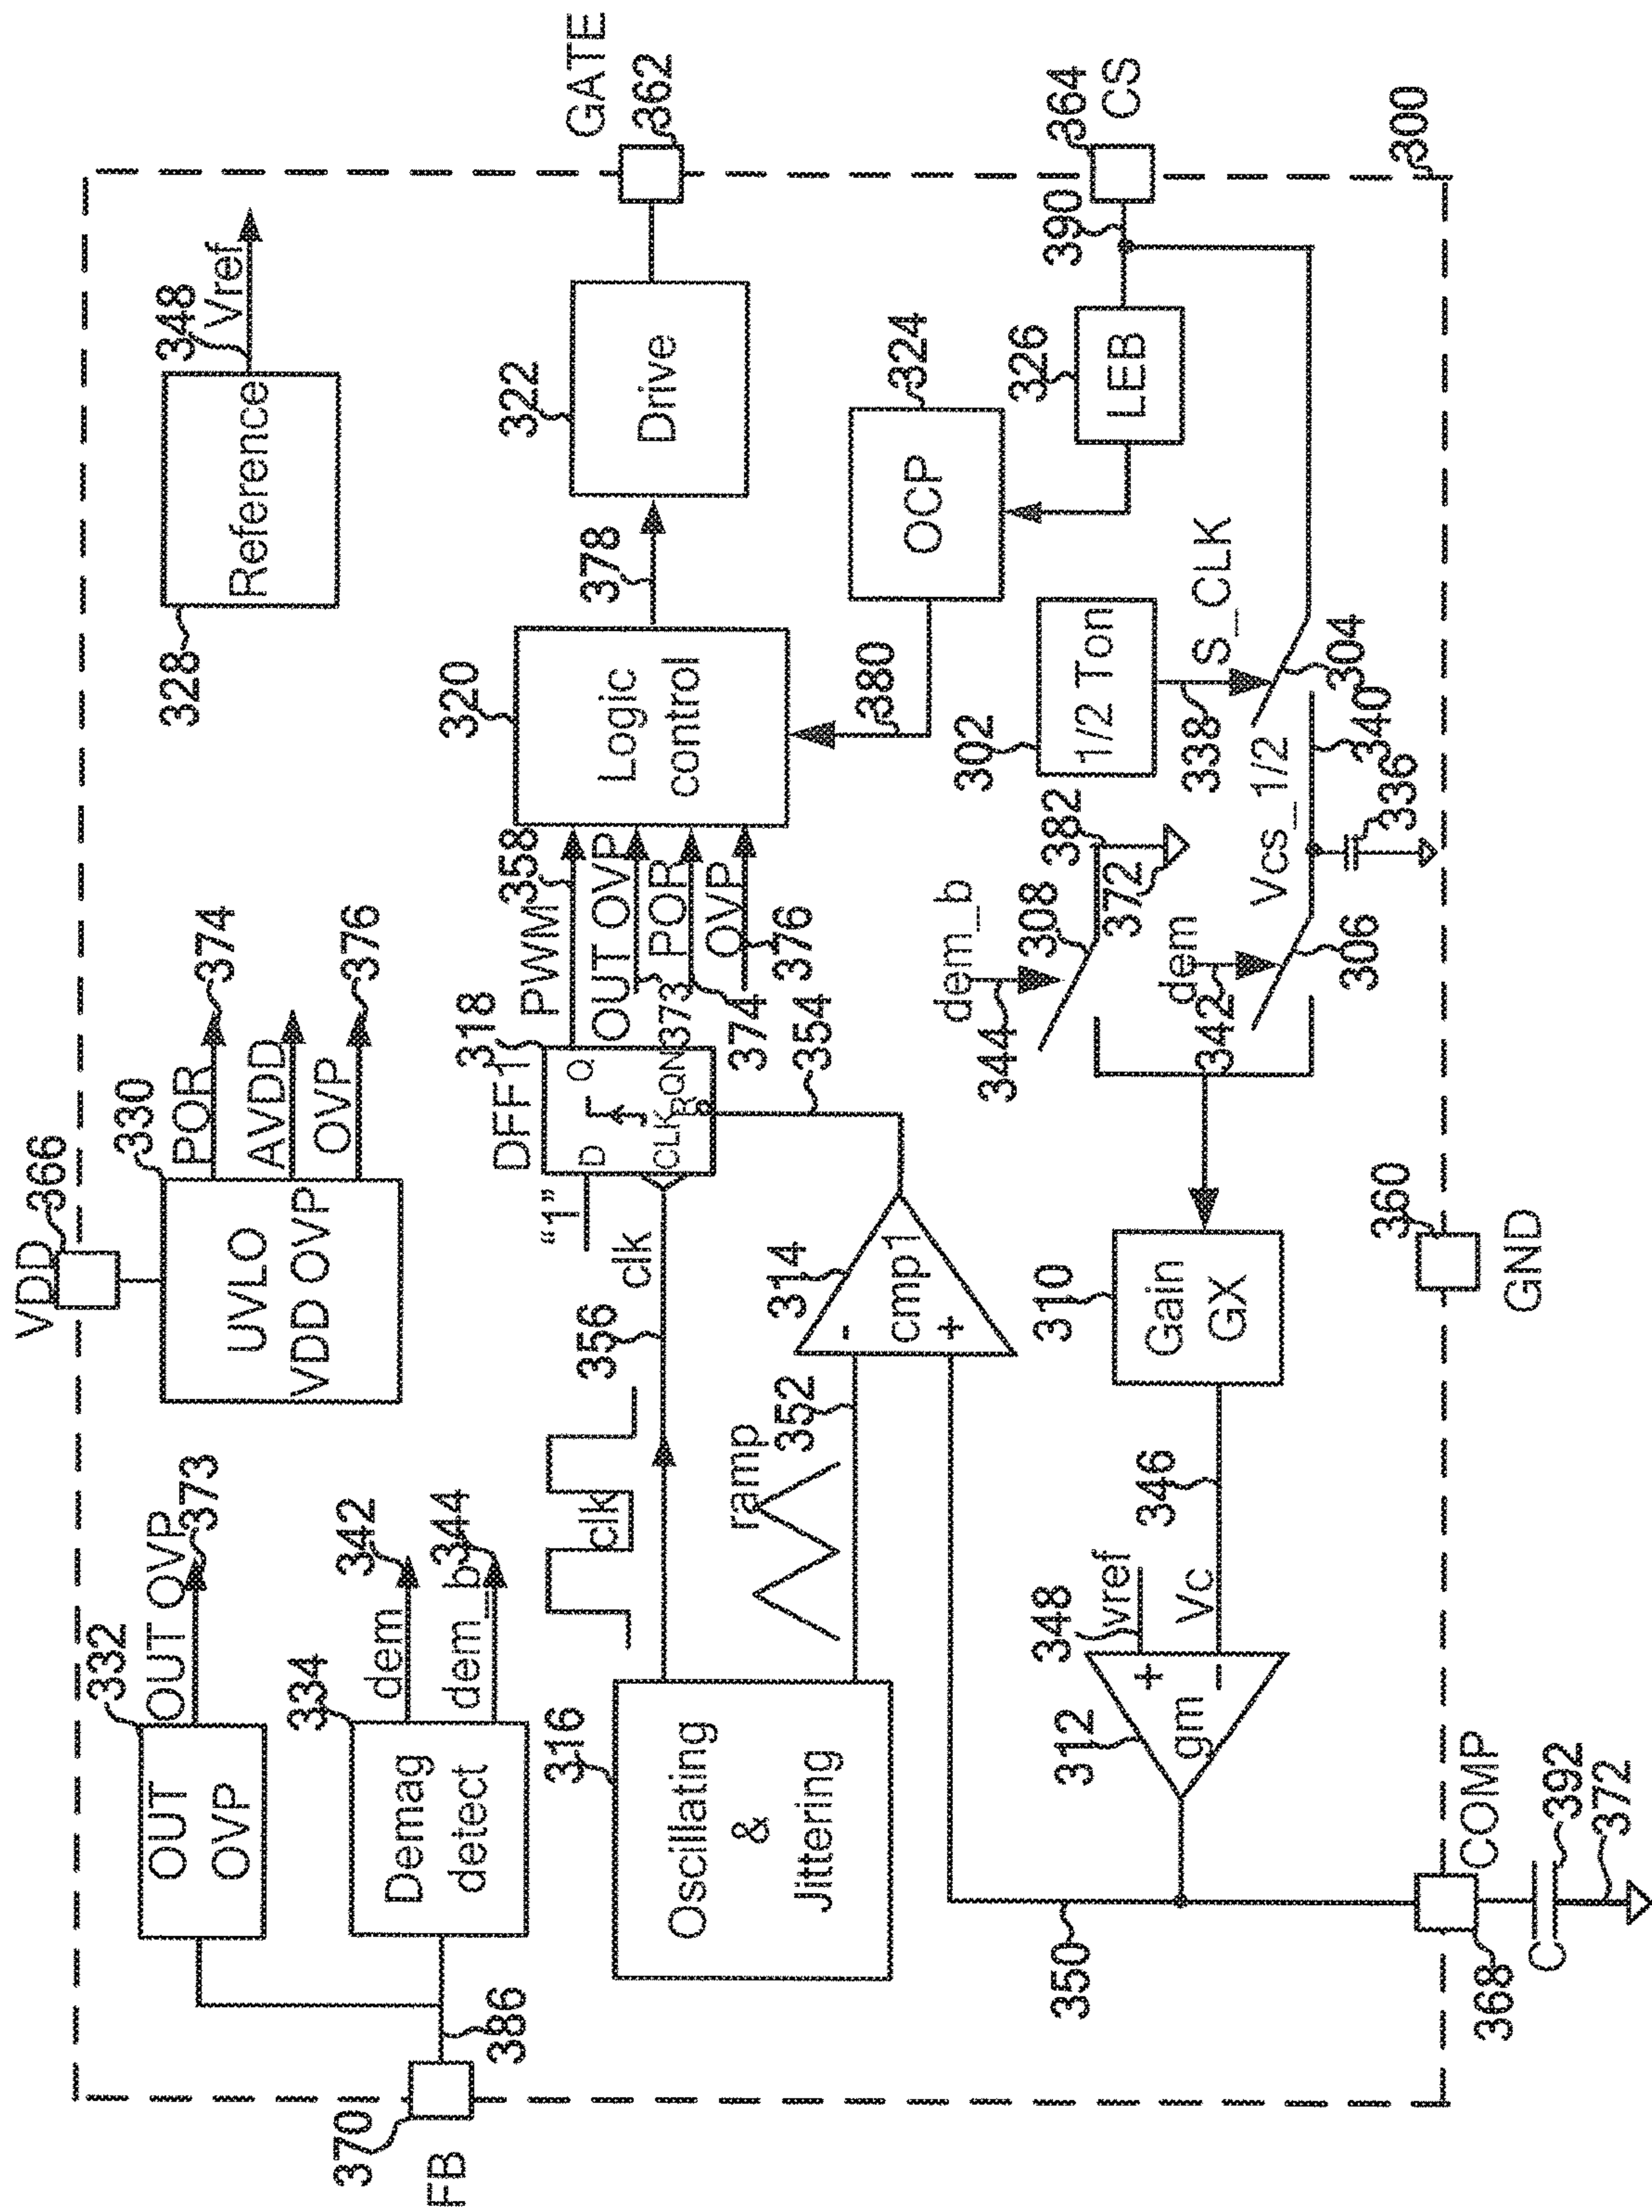 VDD
366
330
UVLO
VDD OVP
POR
374
AVDD
OVP
376
328
Reference
348
Vref
332
OUT
OVP
OUT OVP
373
334
Demag
detect
dem
342
dem_b
344
370
FB
386
316
Oscillating
&
Jittering
clk
356
clk
ramp
352
"1"
DFF1
318
D
Q
CLK
R
QN
PWM
358
OUT OVP
373
POR
374
OVP
376
354
320
Logic
control
378
322
Drive
GATE
362
380
OCP
324
326
LEB
390
364
CS
314
-
cmp1
+
302
1/2 Ton
338
S_CLK
304
340
Vcs_1/2
336
382
372
dem_b
308
344
dem
342
306
310
Gain
GX
346
Vc
348
vref
312
+
gm
-
350
368
COMP
C
392
372
360
GND
300